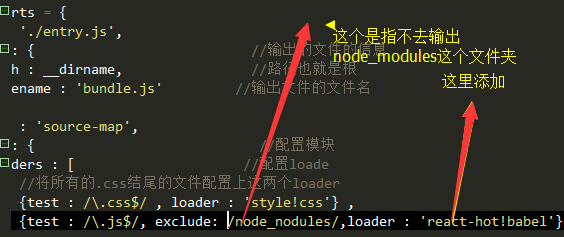 rts = {
'./entry.js',
: { //输出的文件的信息
h : __dirname, //路径也就是根
ename : 'bundle.js' //输出文件的文件名
这个是指不去输出
node_modules这个文件夹
这里添加
: 'source-map',
: { //配置模块
ders : [ //配置loade
//将所有的.css结尾的文件配置上这两个loader
{test : /\.css$/ , loader : 'style!css'} ,
{test : /\.js$/, exclude: /node_nodules/,loader : 'react-hot!babel'}